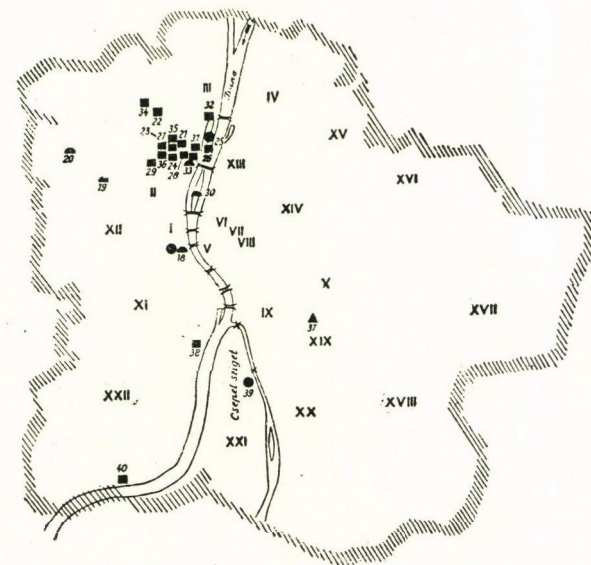 Duna
III
IV
34
22
32
XV
35
23
27
21
31
25
20
29
36
24
28
33
26
XIII
XVI
19
II
30
XIV
XII
I
VI
VII
VIII
18
V
X
XI
IX
37
XVII
XIX
38
Csepel sziget
39
XXII
XX
XVIII
XXI
40